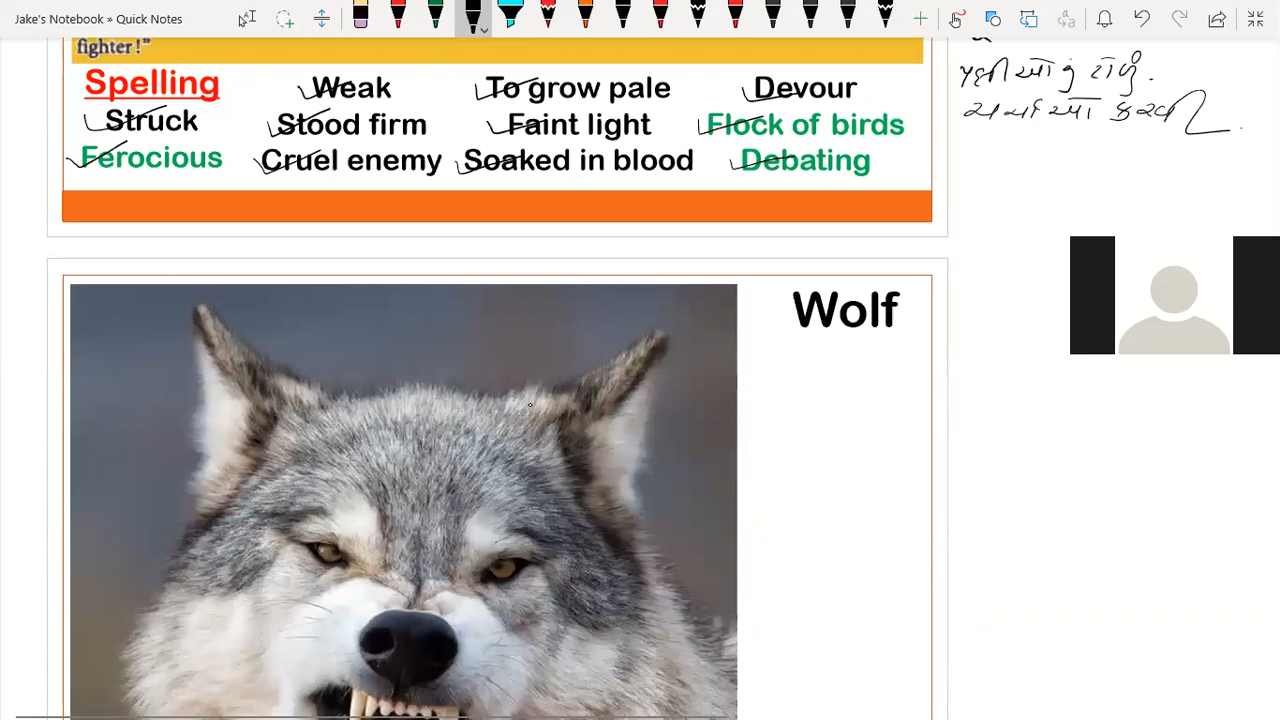 Jake's Notebook » Quick Notes
fighter!"
Spelling Weak To grow pale Devour
Struck Stood firm Faint light Flock of birds
Ferocious Cruel enemy Soaked in blood Debating
Wolf